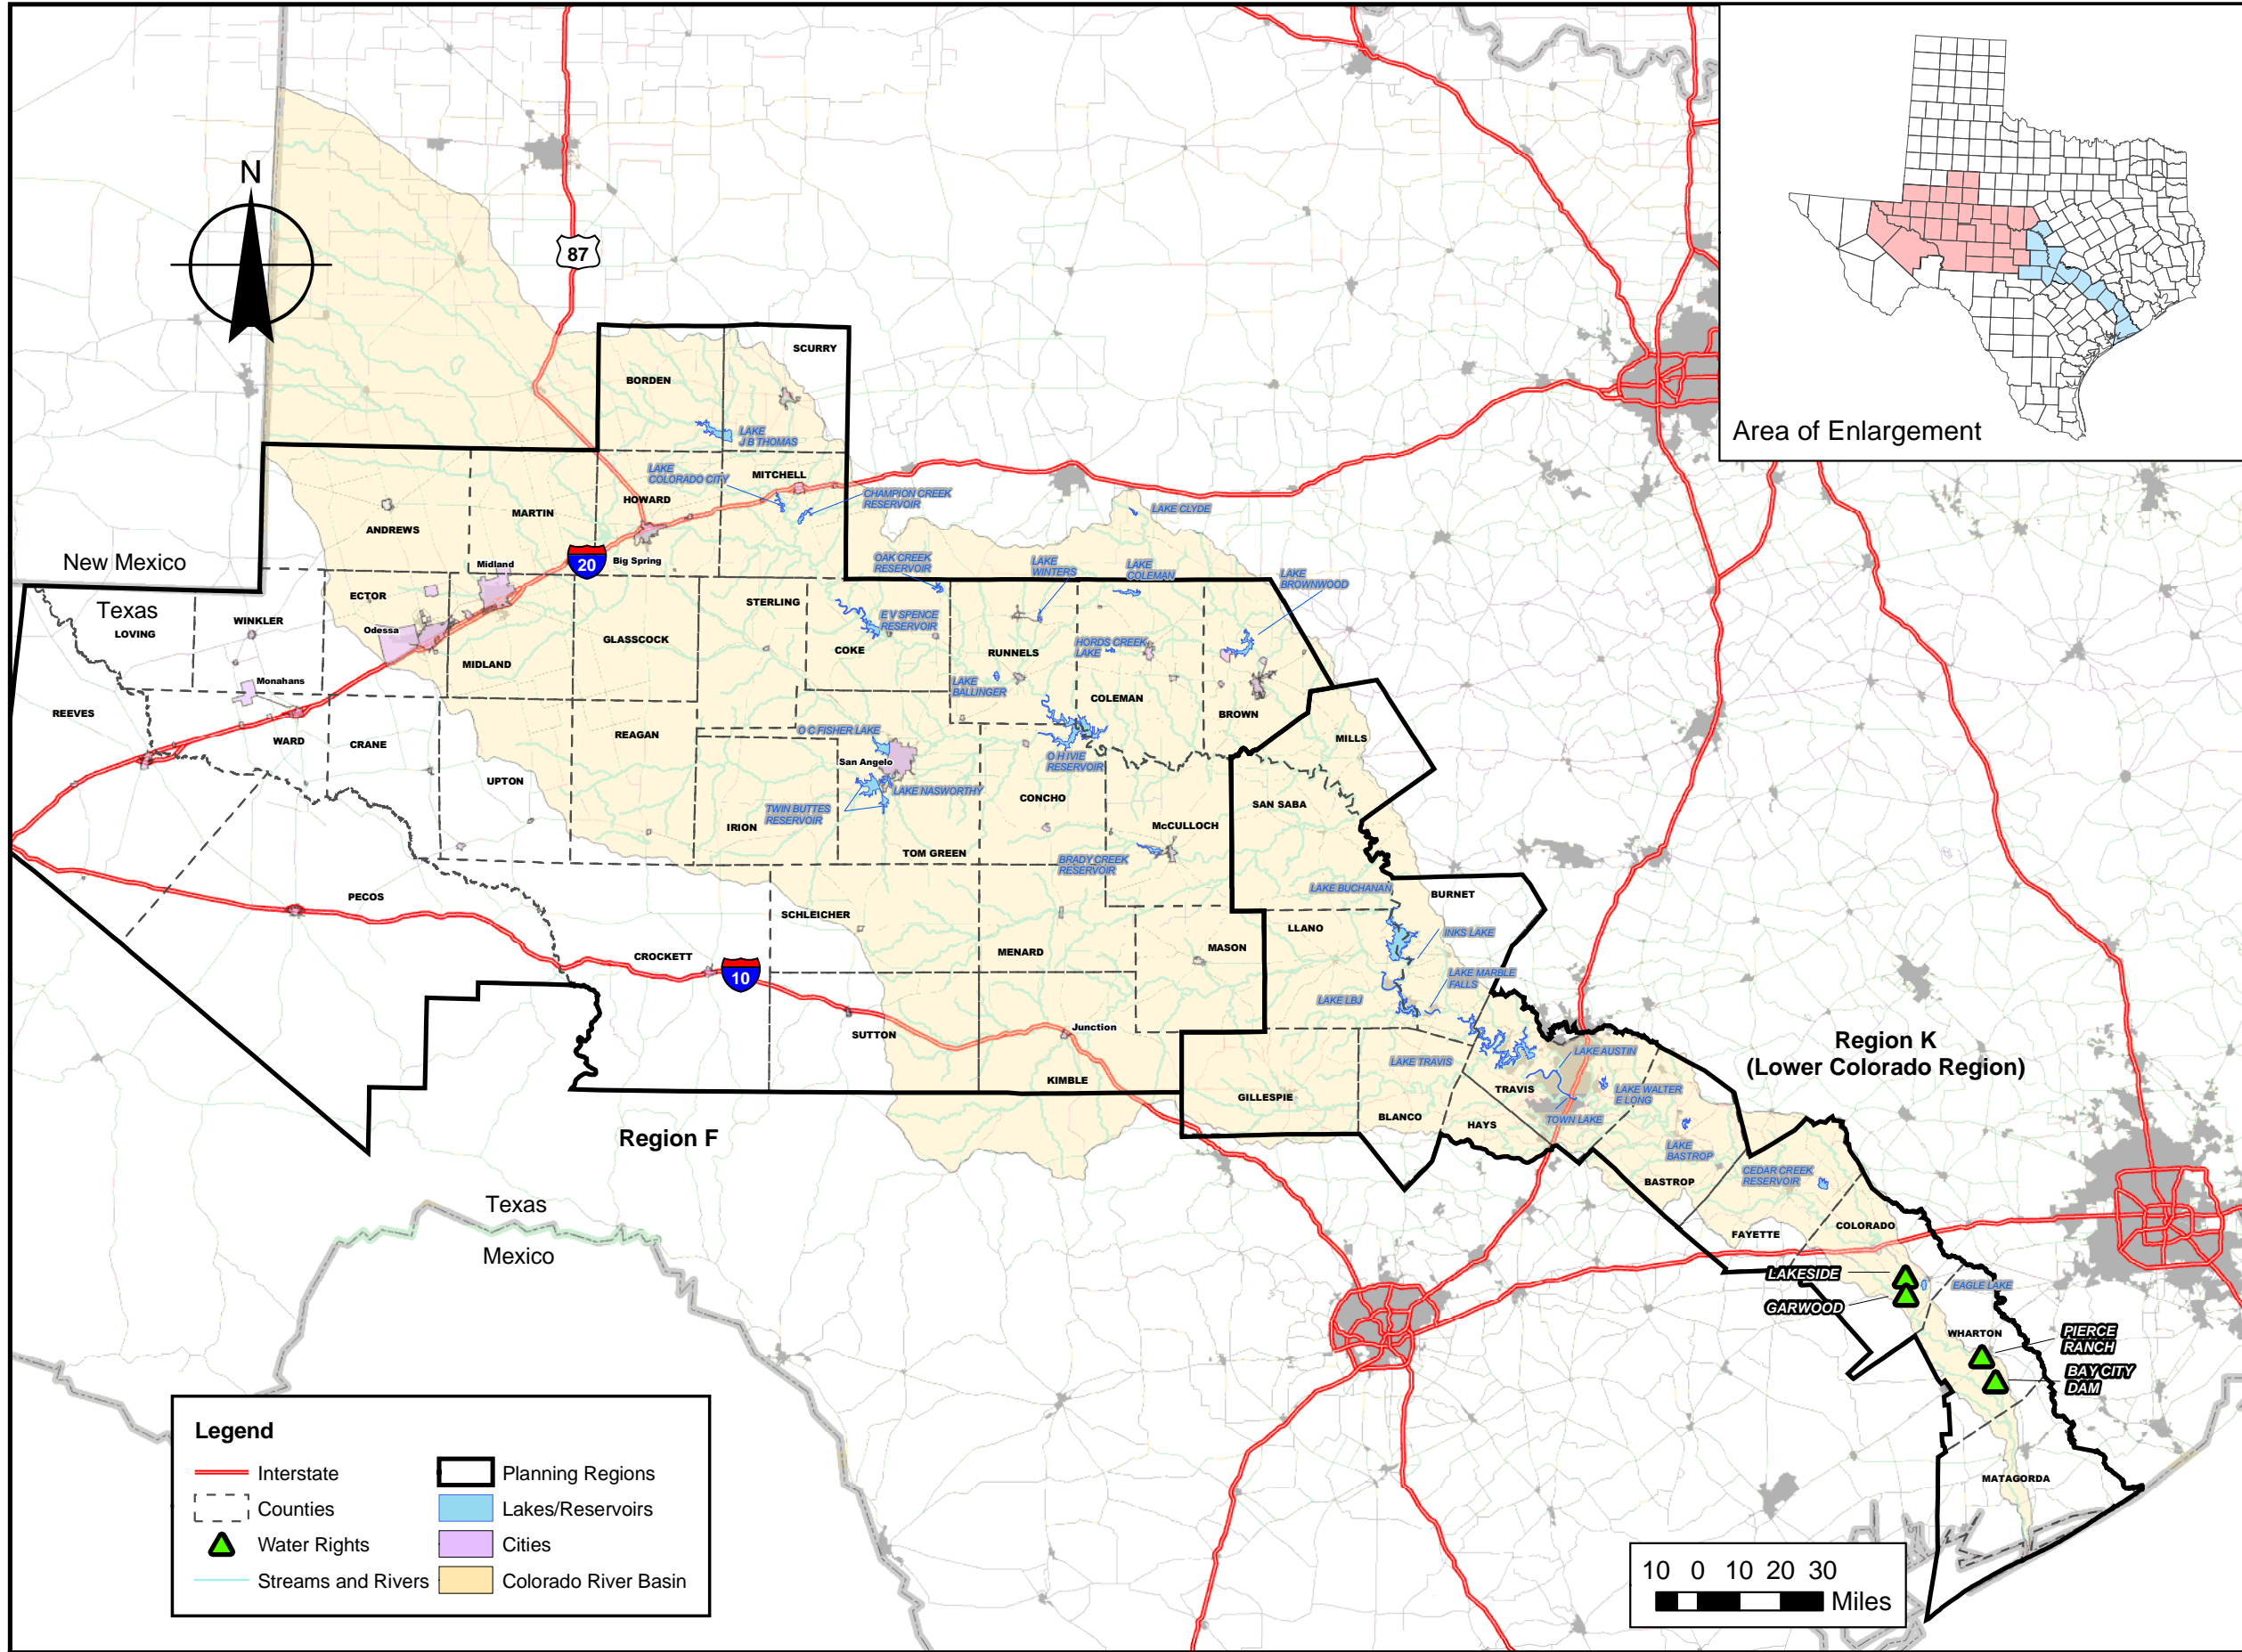 N
87
Area of Enlargement
SCURRY
BORDEN
LAKE
J B THOMAS
LAKE
COLORADO CITY
MITCHELL
HOWARD
CHAMPION CREEK
RESERVOIR
LAKE CLYDE
ANDREWS
MARTIN
New Mexico
Midland
20
Big Spring
OAK CREEK
RESERVOIR
LAKE
WINTERS
LAKE
COLEMAN
LAKE
BROWNWOOD
Texas
LOVING
WINKLER
ECTOR
Odessa
STERLING
E V SPENCE
RESERVOIR
GLASSCOCK
COKE
RUNNELS
HORDS CREEK
LAKE
MIDLAND
Monahans
LAKE
BALLINGER
COLEMAN
BROWN
REEVES
WARD
CRANE
REAGAN
O C FISHER LAKE
San Angelo
O H IVIE
RESERVOIR
MILLS
UPTON
LAKE NASWORTHY
TWIN BUTTES
RESERVOIR
CONCHO
SAN SABA
IRION
McCULLOCH
TOM GREEN
BRADY CREEK
RESERVOIR
PECOS
LAKE BUCHANAN
BURNET
SCHLEICHER
LLANO
INKS LAKE
CROCKETT
MENARD
MASON
10
LAKE MARBLE
FALLS
LAKE LBJ
SUTTON
Junction
Region K
(Lower Colorado Region)
LAKE TRAVIS
LAKE AUSTIN
KIMBLE
GILLESPIE
TRAVIS
LAKE WALTER
E LONG
BLANCO
HAYS
TOWN LAKE
Region F
LAKE
BASTROP
BASTROP
CEDAR CREEK
RESERVOIR
Texas
Mexico
FAYETTE
COLORADO
LAKESIDE
EAGLE LAKE
GARWOOD
WHARTON
PIERCE
RANCH
BAY CITY
DAM
MATAGORDA
Legend
Interstate
Counties
Water Rights
Streams and Rivers
Planning Regions
Lakes/Reservoirs
Cities
Colorado River Basin
10 0 10 20 30
Miles